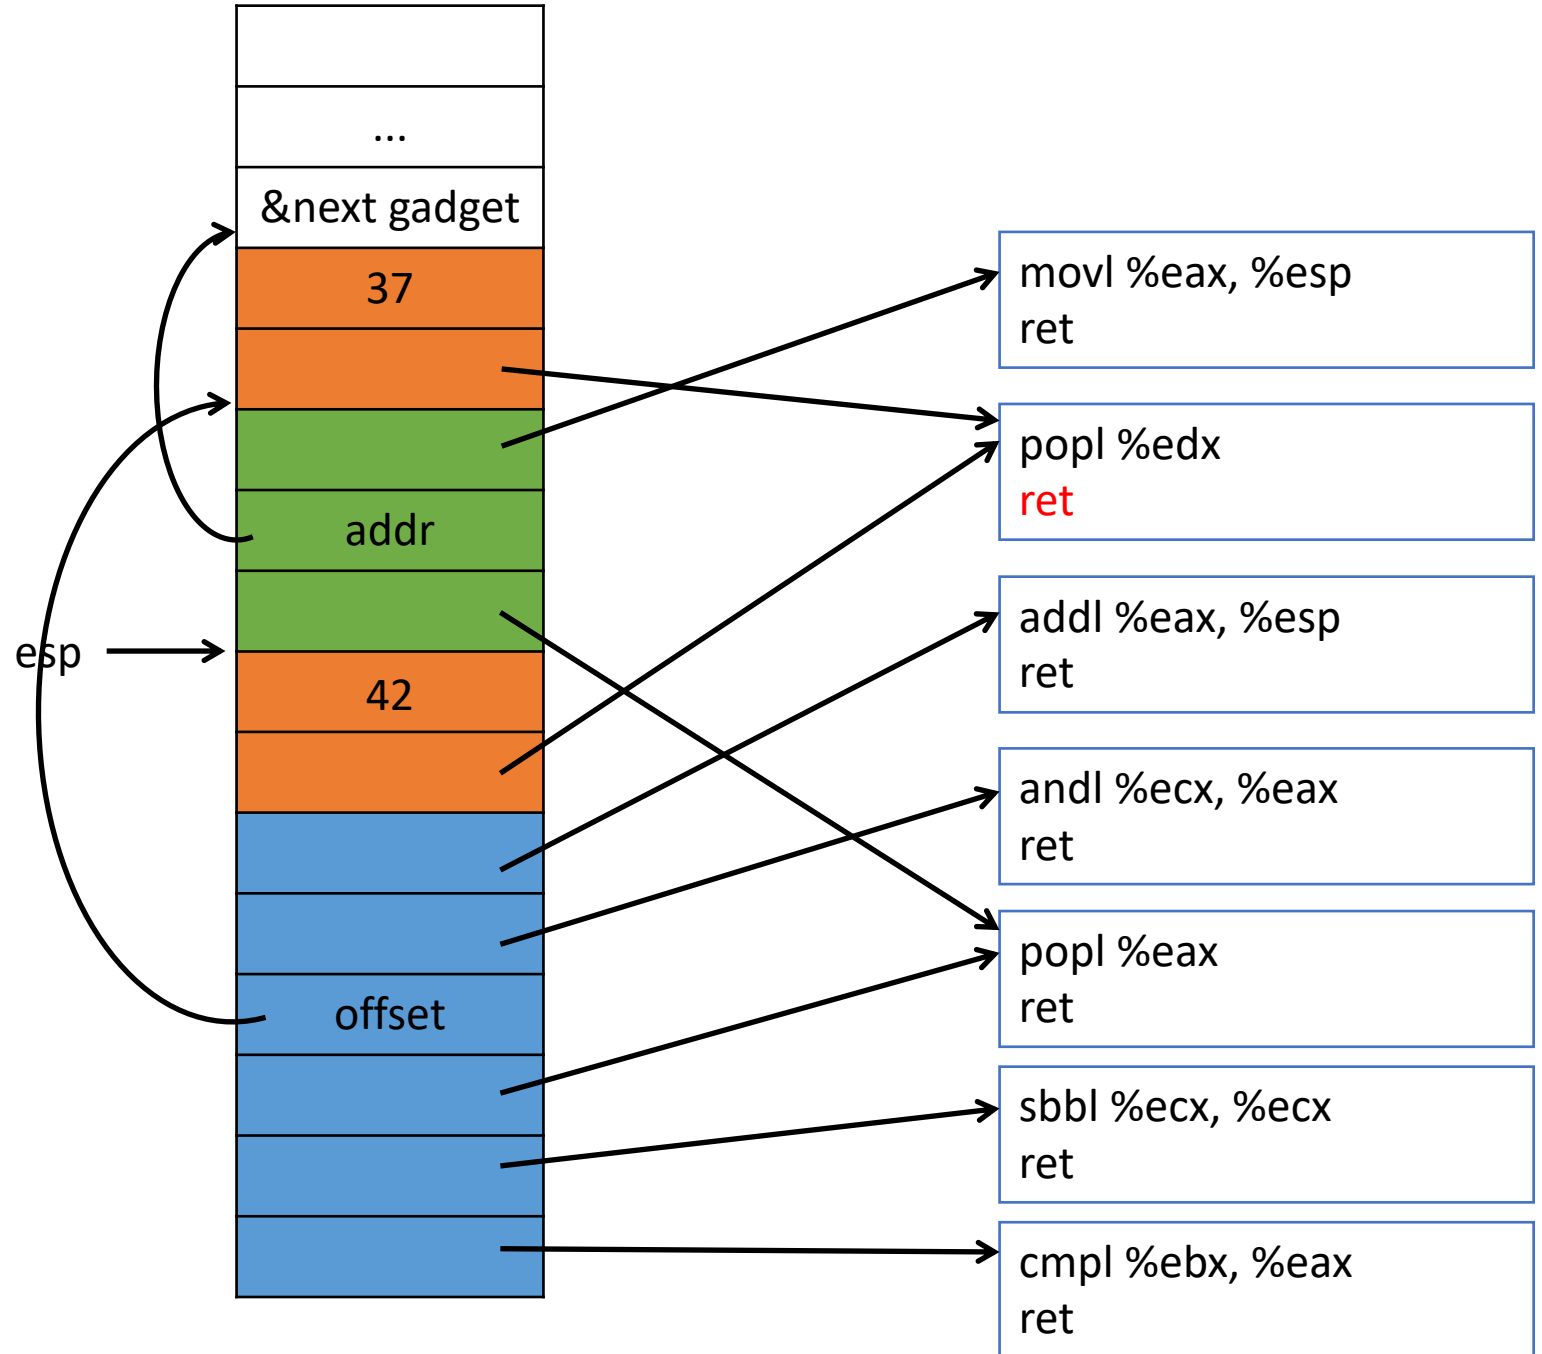 ...
&next gadget
37
addr
esp
42
offset
movl %eax, %esp
ret
popl %edx
ret
addl %eax, %esp
ret
andl %ecx, %eax
ret
popl %eax
ret
sbbl %ecx, %ecx
ret
cmpl %ebx, %eax
ret